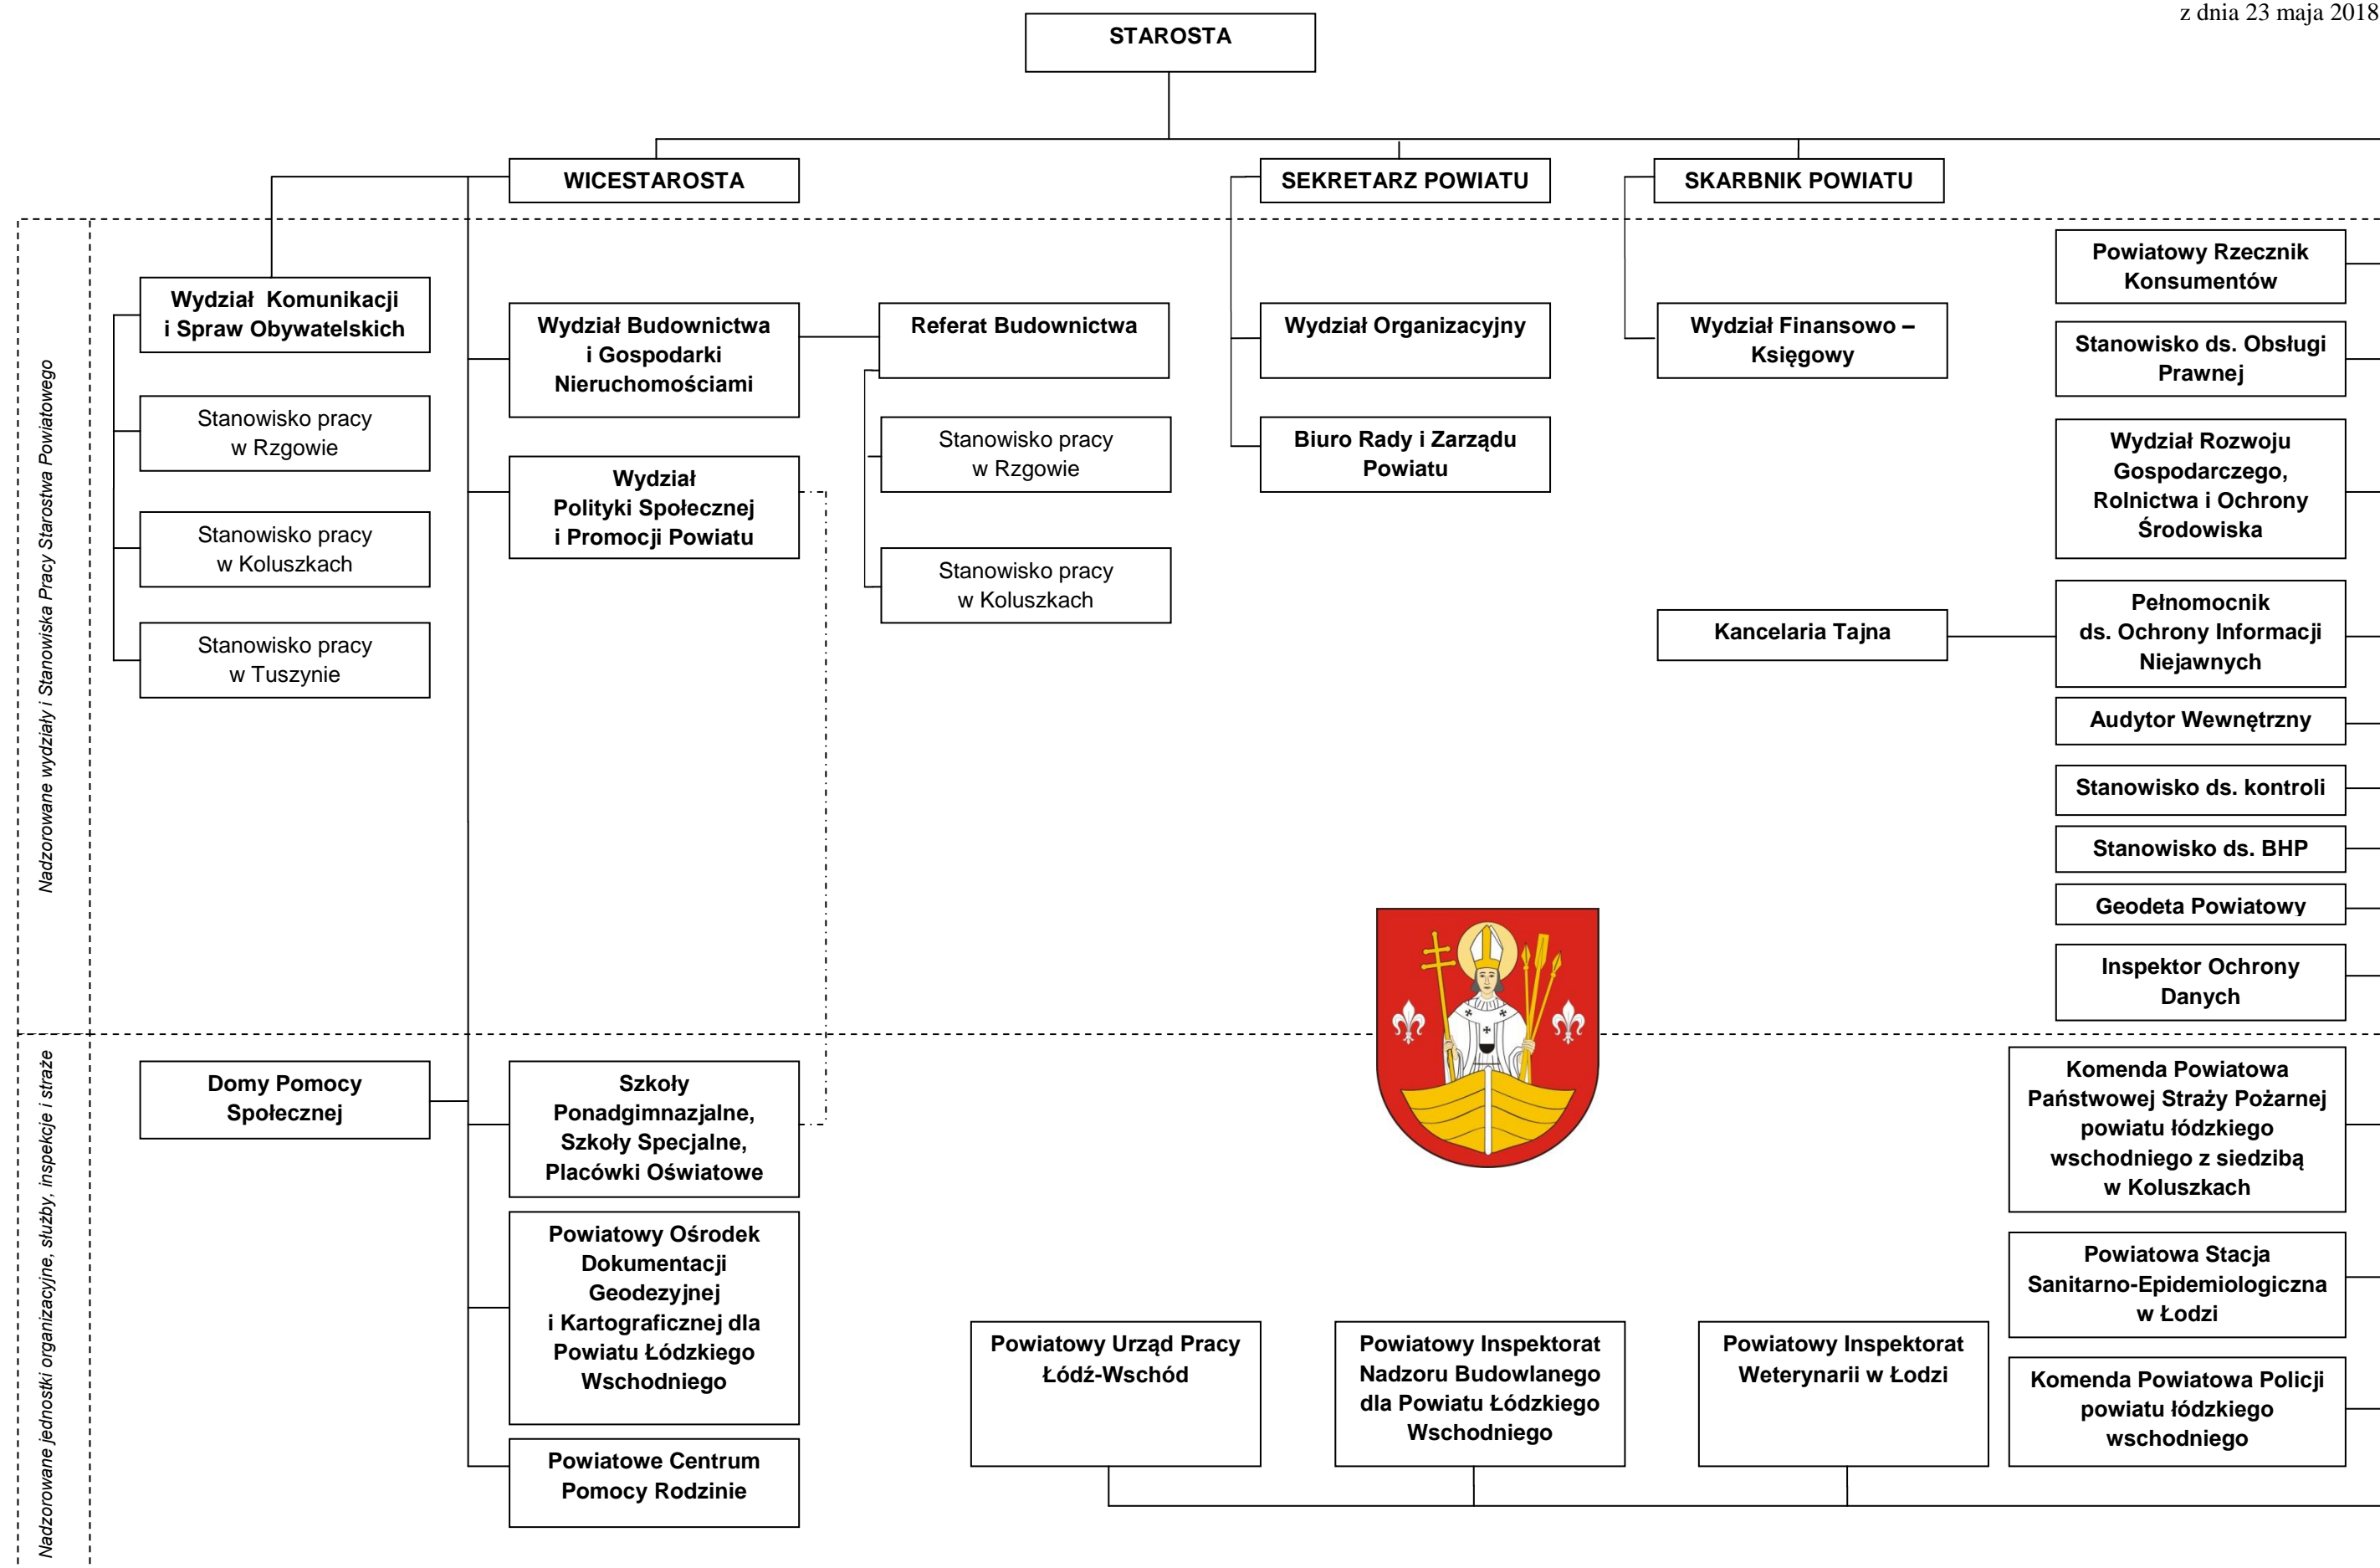 z dnia 23 maja 2018
STAROSTA
WICESTAROSTA
SEKRETARZ POWIATU
SKARBNIK POWIATU
Nadzorowane wydziały i Stanowiska Pracy Starostwa Powiatowego
Wydział Komunikacji
i Spraw Obywatelskich
Stanowisko pracy
w Rzgowie
Stanowisko pracy
w Koluszkach
Stanowisko pracy
w Tuszynie
Wydział Budownictwa
i Gospodarki
Nieruchomościami
Wydział
Polityki Społecznej
i Promocji Powiatu
Referat Budownictwa
Stanowisko pracy
w Rzgowie
Stanowisko pracy
w Koluszkach
Wydział Organizacyjny
Biuro Rady i Zarządu
Powiatu
Wydział Finansowo –
Księgowy
Kancelaria Tajna
Powiatowy Rzecznik
Konsumentów
Stanowisko ds. Obsługi
Prawnej
Wydział Rozwoju
Gospodarczego,
Rolnictwa i Ochrony
Środowiska
Pełnomocnik
ds. Ochrony Informacji
Niejawnych
Audytor Wewnętrzny
Stanowisko ds. kontroli
Stanowisko ds. BHP
Geodeta Powiatowy
Inspektor Ochrony
Danych
Nadzorowane jednostki organizacyjne, służby, inspekcje i straże
Domy Pomocy
Społecznej
Szkoły
Ponadgimnazjalne,
Szkoły Specjalne,
Placówki Oświatowe
Powiatowy Ośrodek
Dokumentacji
Geodezyjnej
i Kartograficznej dla
Powiatu Łódzkiego
Wschodniego
Powiatowe Centrum
Pomocy Rodzinie
Powiatowy Urząd Pracy
Łódź-Wschód
Powiatowy Inspektorat
Nadzoru Budowlanego
dla Powiatu Łódzkiego
Wschodniego
Powiatowy Inspektorat
Weterynarii w Łodzi
Komenda Powiatowa
Państwowej Straży Pożarnej
powiatu łódzkiego
wschodniego z siedzibą
w Koluszkach
Powiatowa Stacja
Sanitarno-Epidemiologiczna
w Łodzi
Komenda Powiatowa Policji
powiatu łódzkiego
wschodniego